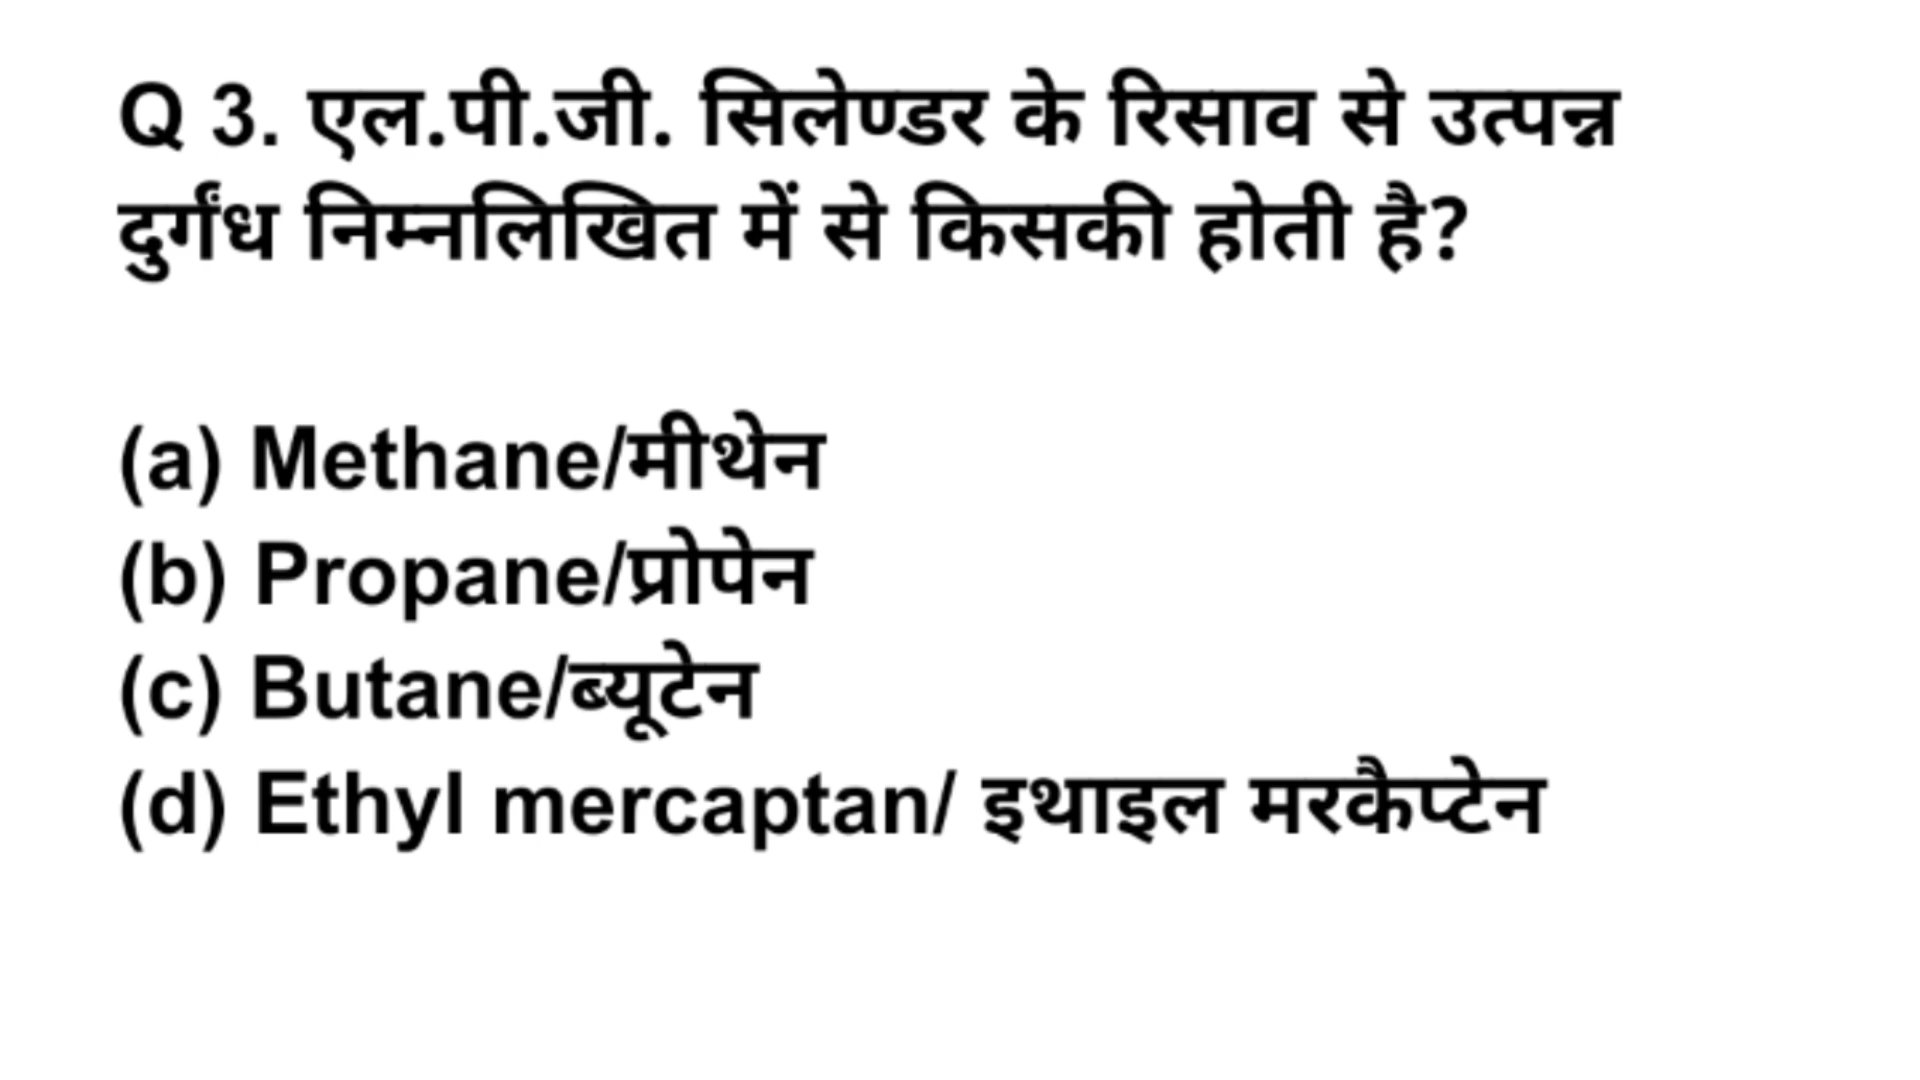 Q 3. एल.पी.जी. सिलेण्डर के रिसाव से उत्पन्न
दुर्गंध निम्नलिखित में से किसकी होती है?
(a) Methane/मीथेन
(b) Propane/प्रोपेन
(c) Butane/ब्यूटेन
(d) Ethyl mercaptan/ इथाइल मरकैप्टेन